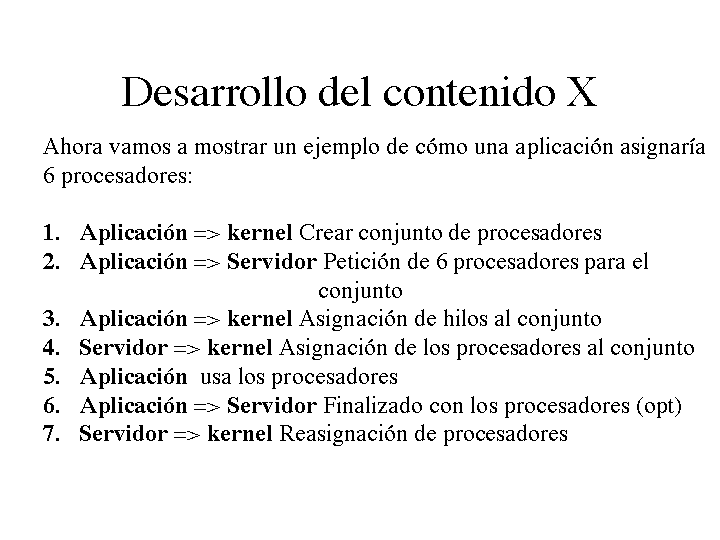 Desarrollo del contenido X
Ahora vamos a mostrar un ejemplo de cómo una aplicación asignaría
6 procesadores:
1. Aplicación => kernel Crear conjunto de procesadores
2. Aplicación => Servidor Petición de 6 procesadores para el
conjunto
3. Aplicación => kernel Asignación de hilos al conjunto
4. Servidor => kernel Asignación de los procesadores al conjunto
5. Aplicación usa los procesadores
6. Aplicación => Servidor Finalizado con los procesadores (opt)
7. Servidor => kernel Reasignación de procesadores